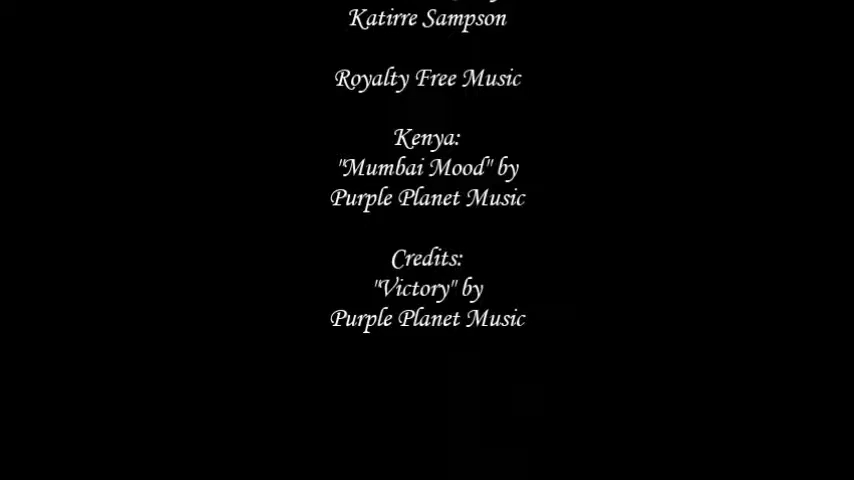 Katirre Sampson
Royalty Free Music
Kenya:
"Mumbai Mood" by
Purple Planet Music
Credits:
"Victory" by
Purple Planet Music